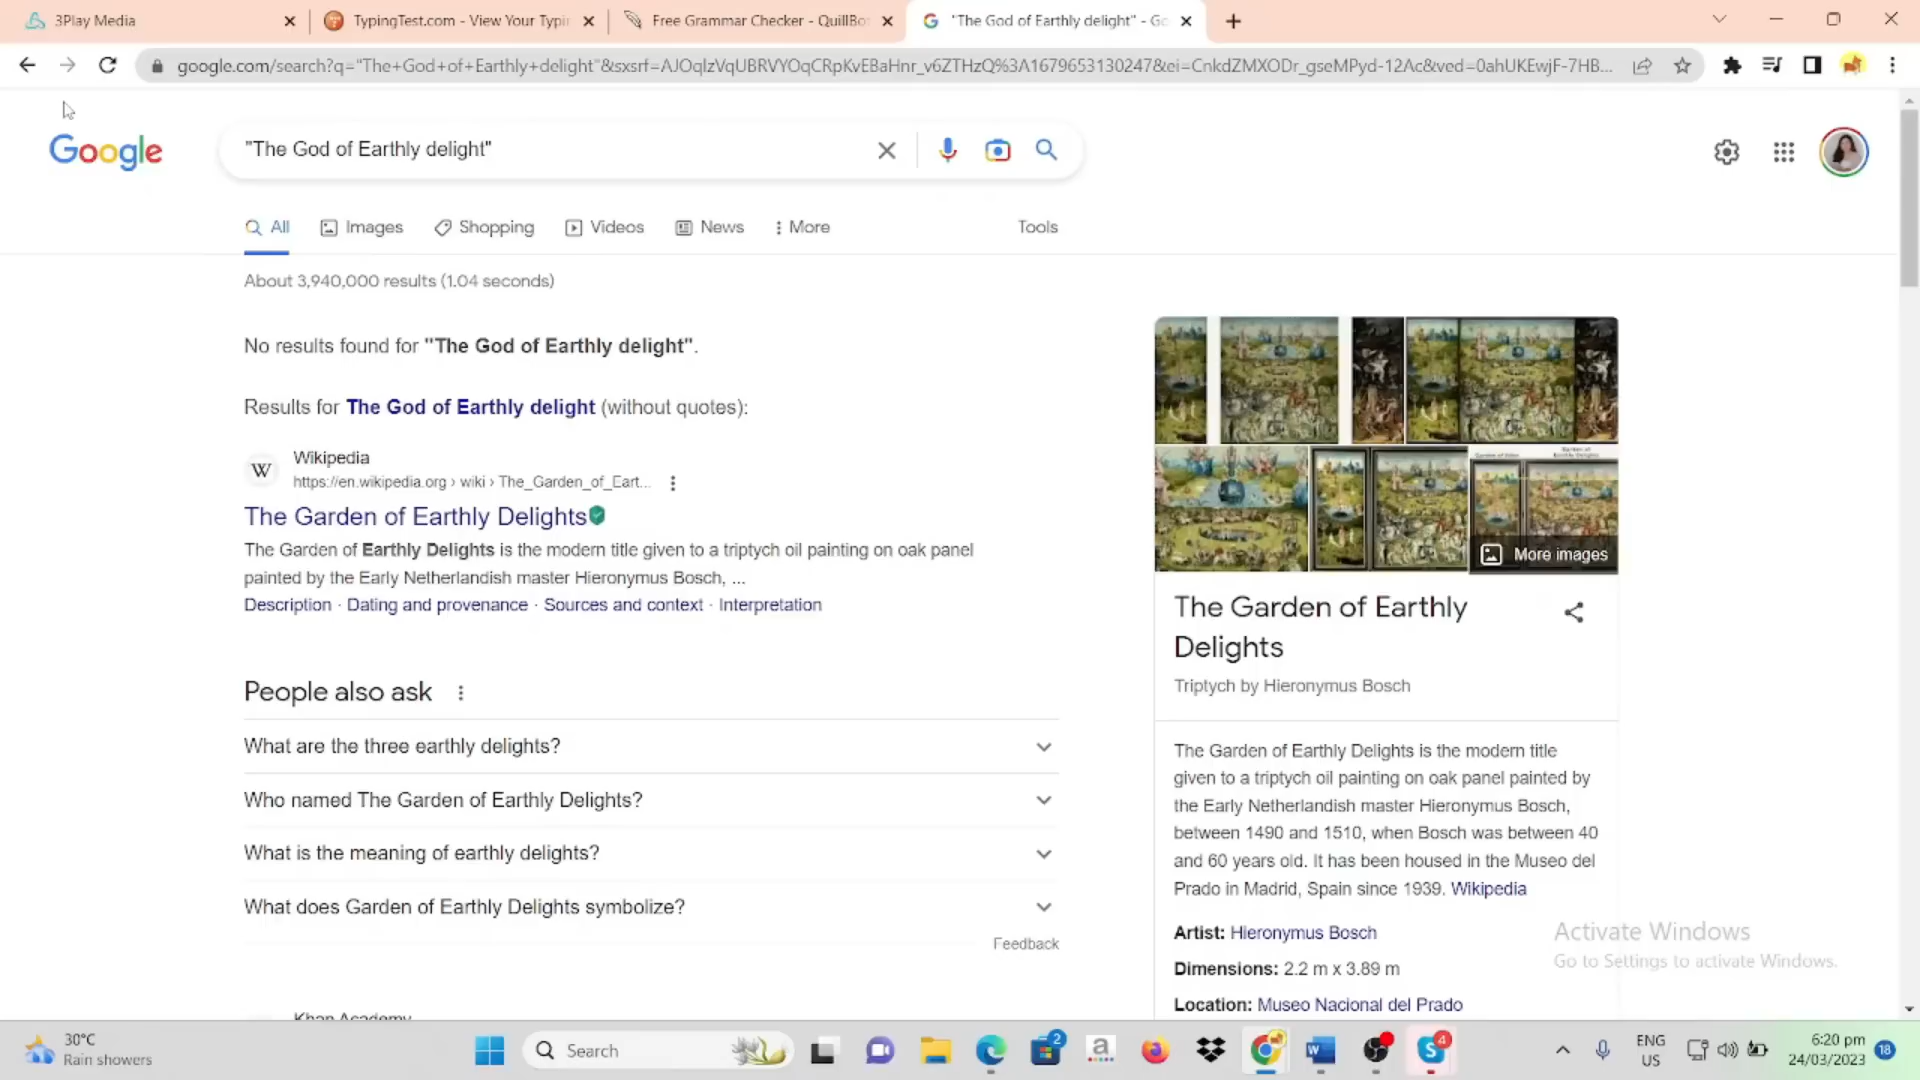 3Play Media
TypingTest.com - View Your Typi
Free Grammar Checker - QuillBo
"The God of Earthly delight" - Go
google.com/search?q="The+God+of+Earthly+delight"&sxsrf=AJOqlzVqUBRVYOqCRpKvEBaHnr_v6ZTHzQ%3A1679653130247&ei=CnkdZMXODr_gseMPyd-12Ac&ved=0ahUKEwjF-7HB...
Google
"The God of Earthly delight"
All
Images
Shopping
Videos
News
More
Tools
About 3,940,000 results (1.04 seconds)
No results found for "The God of Earthly delight".
Results for The God of Earthly delight (without quotes):
W
Wikipedia
https://en.wikipedia.org › wiki › The_Garden_of_Eart...
The Garden of Earthly Delights
The Garden of Earthly Delights is the modern title given to a triptych oil painting on oak panel
painted by the Early Netherlandish master Hieronymus Bosch, ...
Description · Dating and provenance · Sources and context · Interpretation
People also ask
What are the three earthly delights?
Who named The Garden of Earthly Delights?
What is the meaning of earthly delights?
What does Garden of Earthly Delights symbolize?
Feedback
Khan Academy
More images
The Garden of Earthly
Delights
Triptych by Hieronymus Bosch
The Garden of Earthly Delights is the modern title
given to a triptych oil painting on oak panel painted by
the Early Netherlandish master Hieronymus Bosch,
between 1490 and 1510, when Bosch was between 40
and 60 years old. It has been housed in the Museo del
Prado in Madrid, Spain since 1939. Wikipedia
Artist: Hieronymus Bosch
Dimensions: 2.2 m x 3.89 m
Location: Museo Nacional del Prado
Activate Windows
Go to Settings to activate Windows.
30°C
Rain showers
Search
2
a
W
S
4
ENG
US
6:20 pm
24/03/2023
18